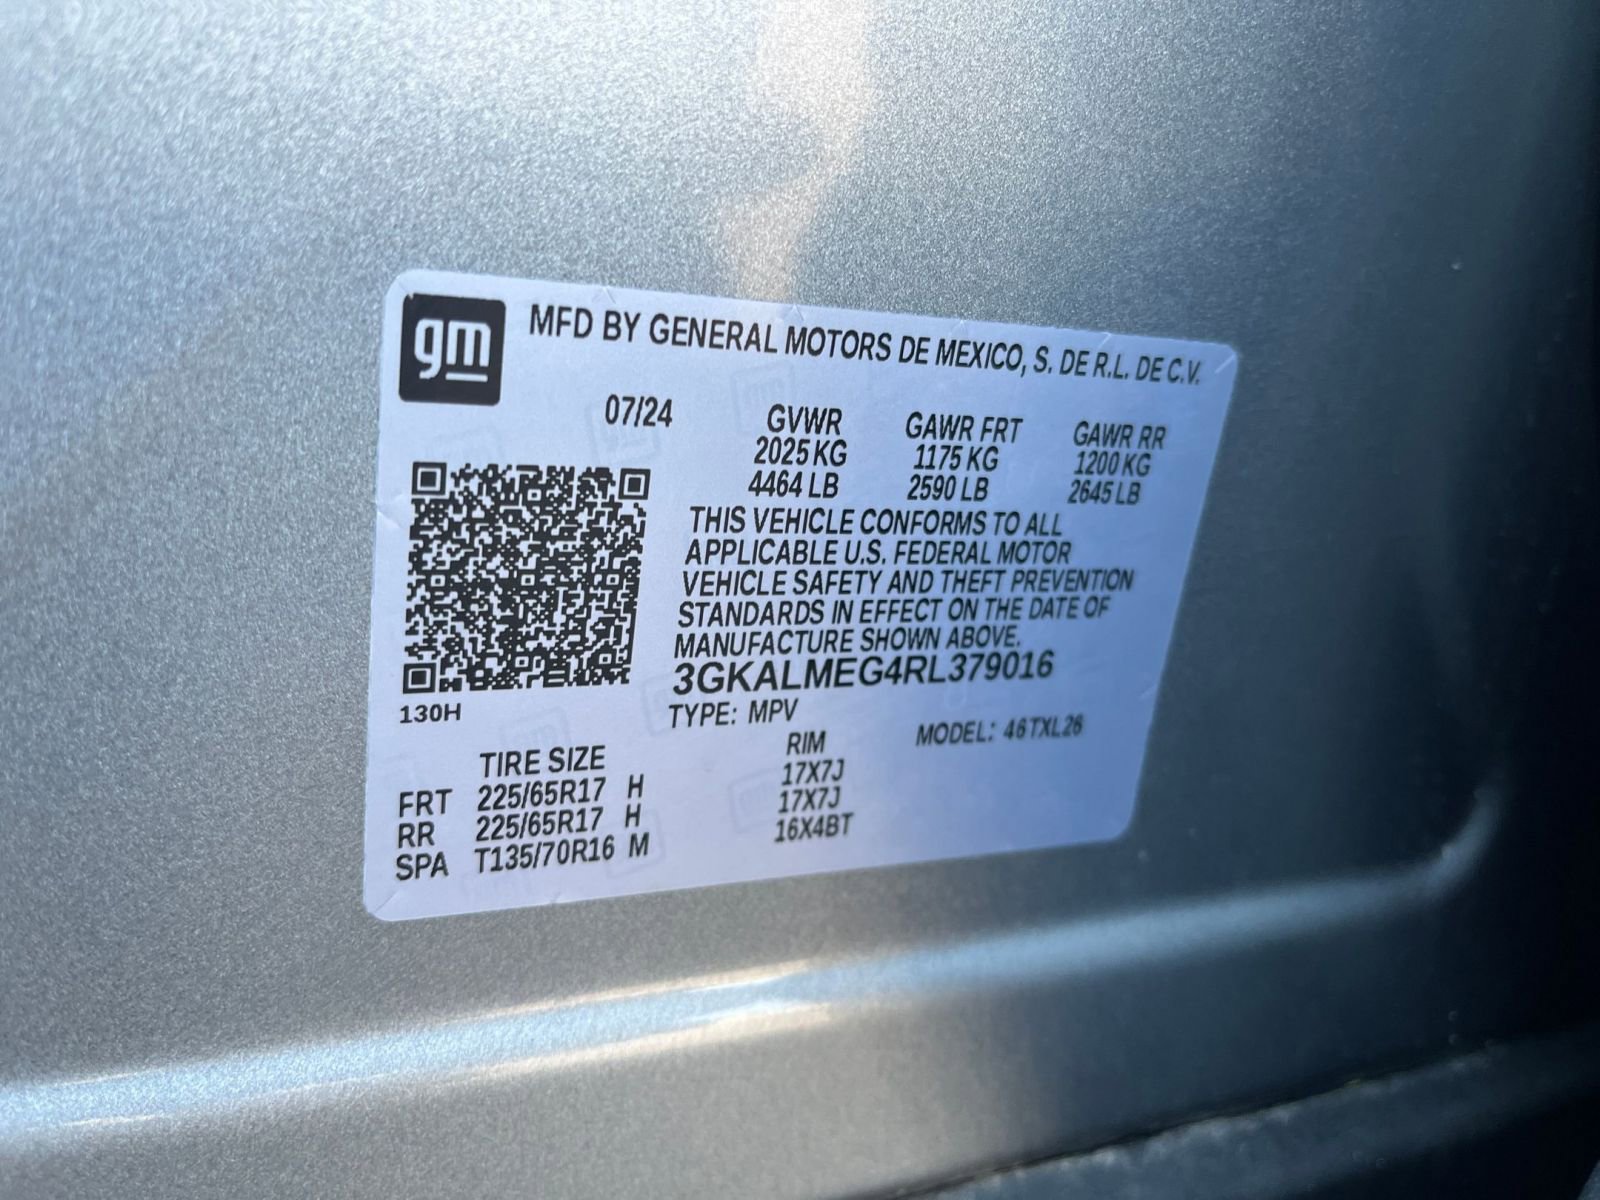 gm
MFD BY GENERAL MOTORS DE MEXICO, S. DE R.L. DE C.V.
07/24
GVWR GAWR FRT GAWR RR
2025 KG 1175 KG 1200 KG
4464 LB 2590 LB 2645 LB
THIS VEHICLE CONFORMS TO ALL
APPLICABLE U.S. FEDERAL MOTOR
VEHICLE SAFETY AND THEFT PREVENTION
STANDARDS IN EFFECT ON THE DATE OF
MANUFACTURE SHOWN ABOVE.
3GKALMEG4RL379016
130H
TYPE: MPV MODEL: 46TXL26
TIRE SIZE RIM
FRT 225/65R17 H 17X7J
RR 225/65R17 H 17X7J
SPA T135/70R16 M 16X4BT